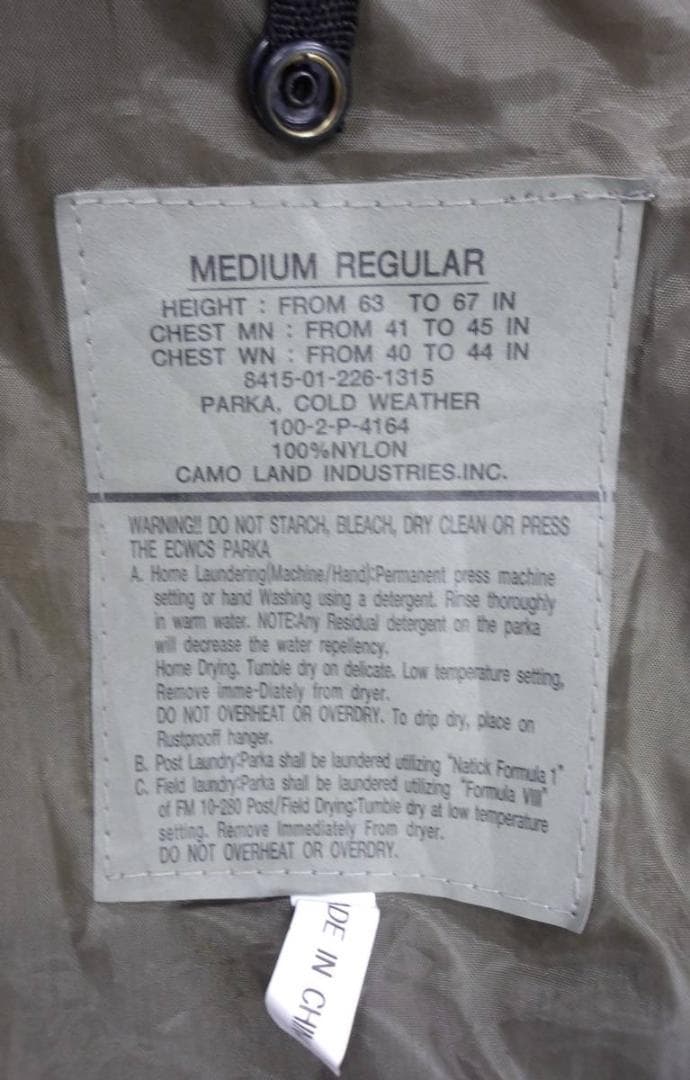 MEDIUM REGULAR
HEIGHT : FROM 63 TO 67 IN
CHEST MN : FROM 41 TO 45 IN
CHEST WN : FROM 40 TO 44 IN
8415-01-226-1315
PARKA, COLD WEATHER
100-2-P-4164
100%NYLON
CAMO LAND INDUSTRIES.INC.
WARNING!! DO NOT STARCH, BLEACH, DRY CLEAN OR PRESS
THE ECWCS PARKA
A. Home Laundering(Machine/Hand):Permanent press machine
setting or hand Washing using a detergent. Rinse thoroughly
in warm water. NOTE:Any Residual detergent on the parka
will decrease the water repellency.
Home Drying. Tumble dry on delicate. Low temperature setting,
Remove imme-Diately from dryer.
DO NOT OVERHEAT OR OVERDRY. To drip dry, place on
Rustprooff hanger.
B. Post Laundry:Parka shall be laundered utilizing "Natick Formula 1"
C. Field laundry:Parka shall be laundered utilizing "Formula VIII"
of FM 10-280 Post/Field Drying:Tumble dry at low temperature
setting. Remove Immediately From dryer.
DO NOT OVERHEAT OR OVERDRY.
ADE IN CHIN